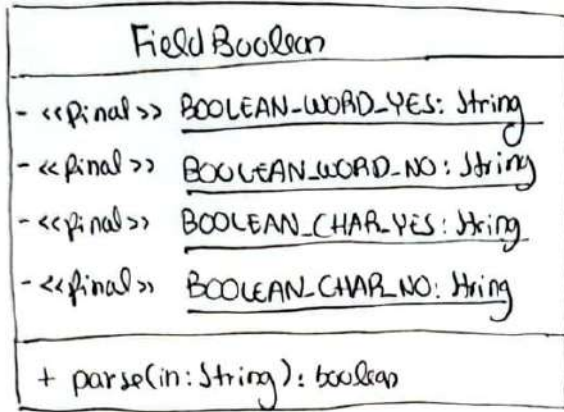 FieldBoolean
- <<final>> BOOLEAN_WORD_YES: String
- <<final>> BOOLEAN_WORD_NO: String
- <<final>> BOOLEAN_CHAR_YES: String
- <<final>> BOOLEAN_CHAR_NO: String
+ parse(in: String): boolean